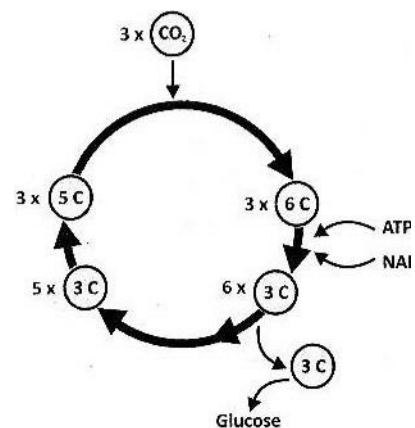 3 x CO₂
3 x 5 C
3 x 6 C
ATP
5 x 3 C
6 x 3 C
3 C
Glucose